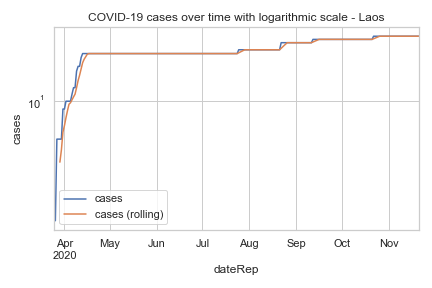 COVID-19 cases over time with logarithmic scale - Laos
cases
10¹
cases
cases (rolling)
Apr May Jun Jul Aug Sep Oct Nov
2020
dateRep